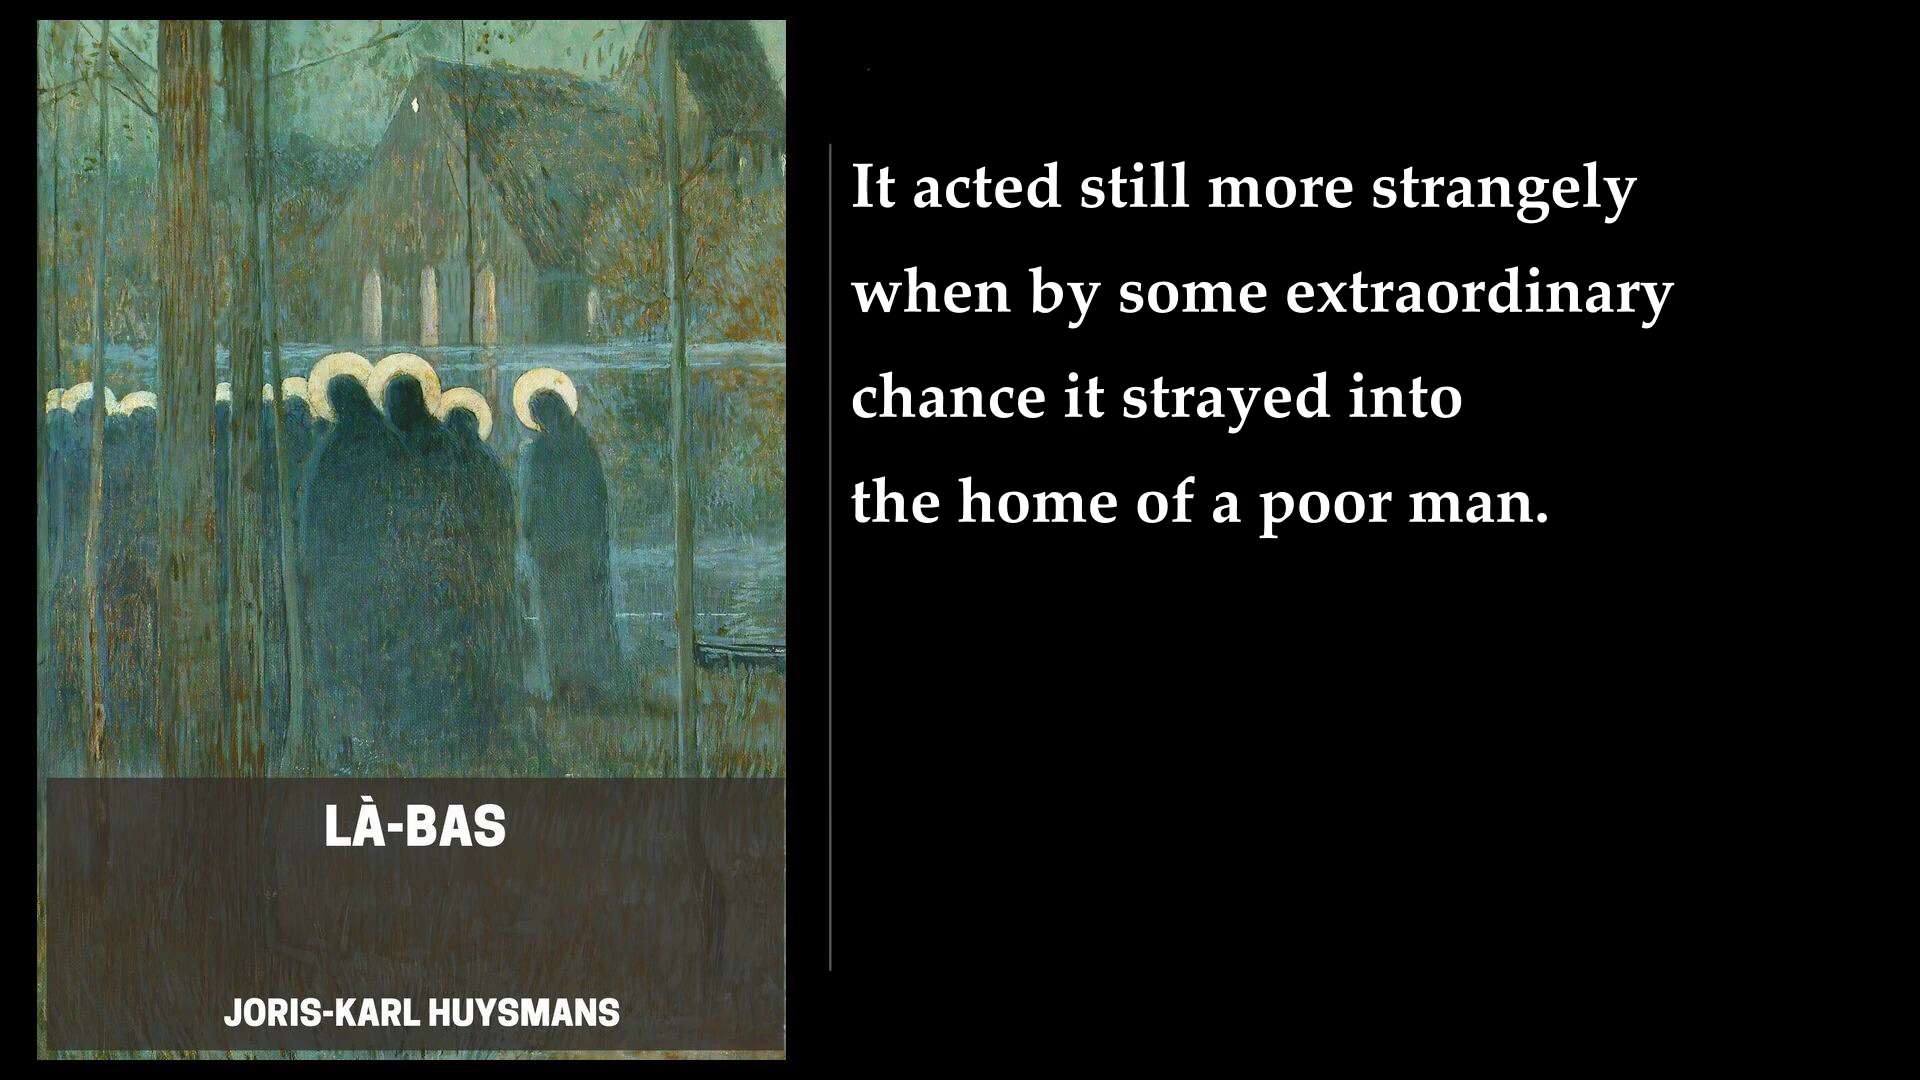 LÀ-BAS
JORIS-KARL HUYSMANS
It acted still more strangely
when by some extraordinary
chance it strayed into
the home of a poor man.